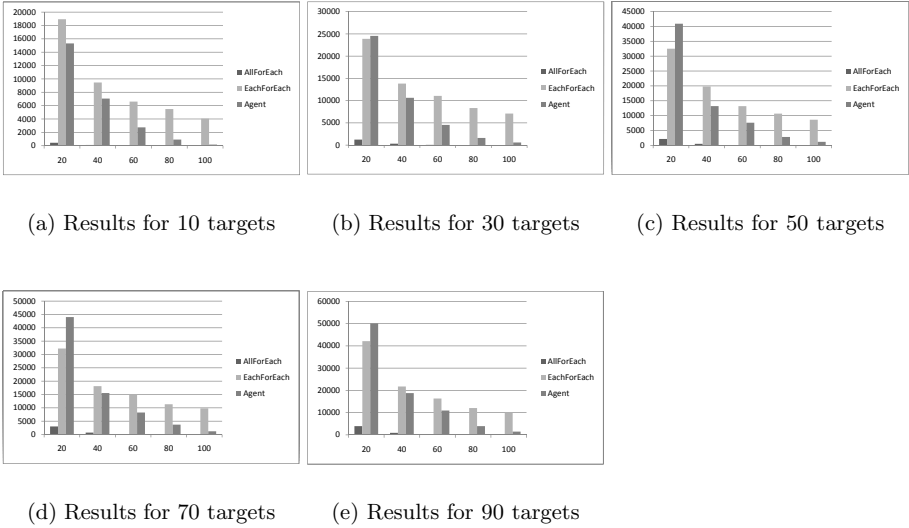 20000
18000
16000
14000
12000
10000
8000
6000
4000
2000
0
20 40 60 80 100
AllForEach
EachForEach
Agent
(a) Results for 10 targets
30000
25000
20000
15000
10000
5000
0
20 40 60 80 100
AllForEach
EachForEach
Agent
(b) Results for 30 targets
45000
40000
35000
30000
25000
20000
15000
10000
5000
0
20 40 60 80 100
AllForEach
EachForEach
Agent
(c) Results for 50 targets
50000
45000
40000
35000
30000
25000
20000
15000
10000
5000
0
20 40 60 80 100
AllForEach
EachForEach
Agent
(d) Results for 70 targets
60000
50000
40000
30000
20000
10000
0
20 40 60 80 100
AllForEach
EachForEach
Agent
(e) Results for 90 targets